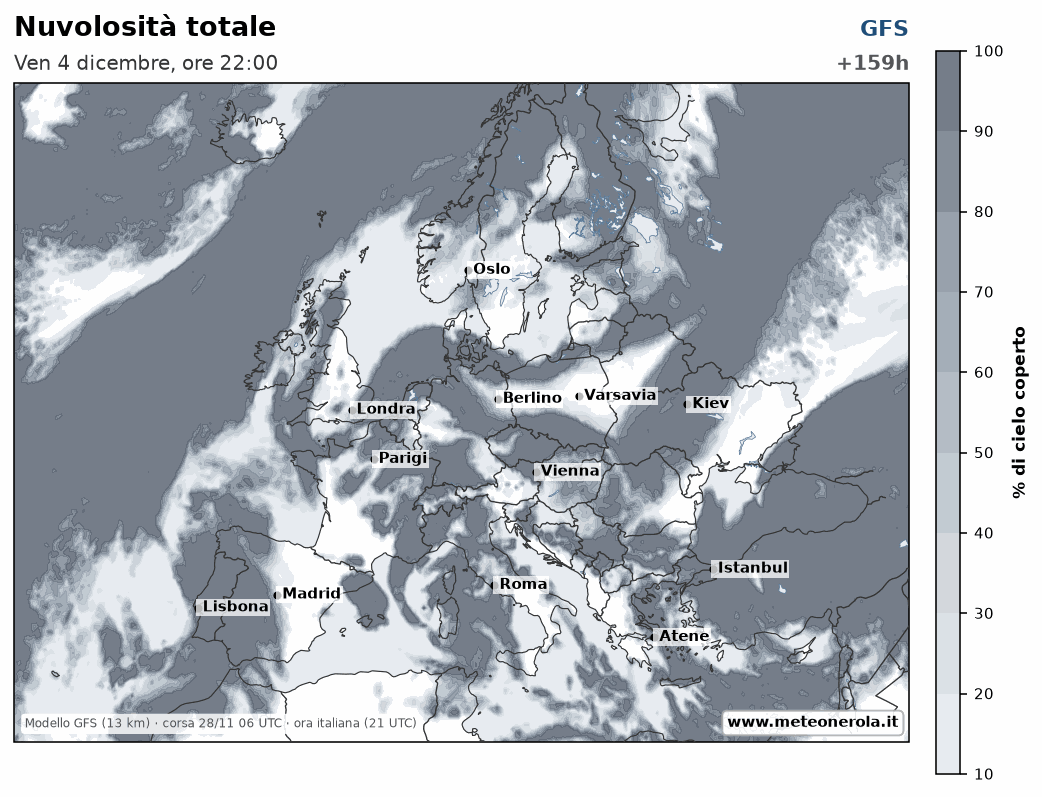 Nuvolosità totale
GFS
Ven 4 dicembre, ore 22:00
+159h
100
90
80
70
60
50
40
30
20
10
% di cielo coperto
Oslo
Berlino
Varsavia
Kiev
Londra
Parigi
Vienna
Istanbul
Roma
Madrid
Lisbona
Atene
Modello GFS (13 km) · corsa 28/11 06 UTC · ora italiana (21 UTC)
www.meteonerola.it